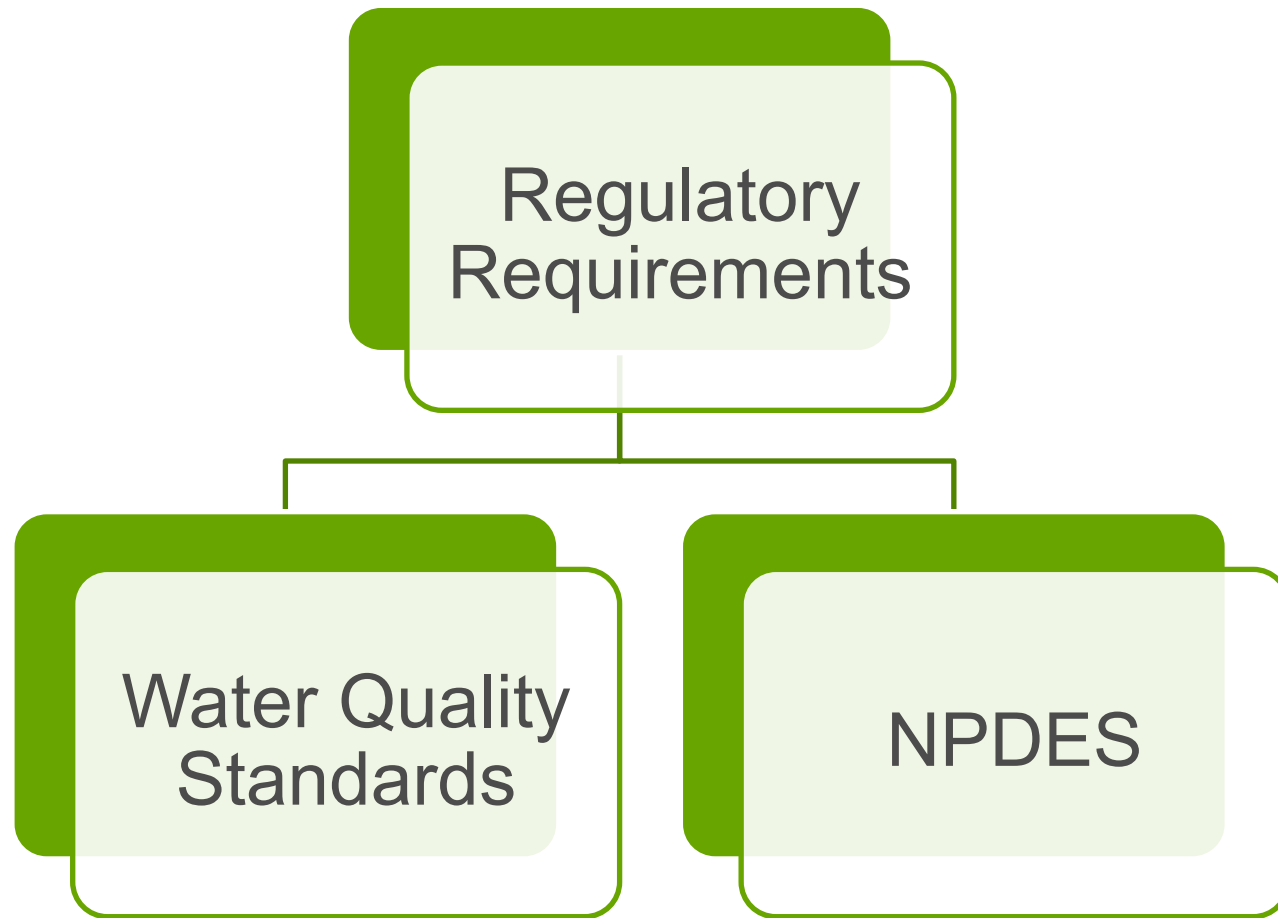 Regulatory
Requirements
Water Quality
Standards
NPDES